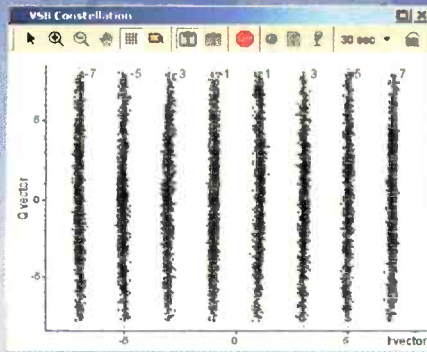 VSB Constellation
30 sec
-7 -5 -3 -1 1 3 5 7
5
Q vector
0
-5
-5 0 5 I vector